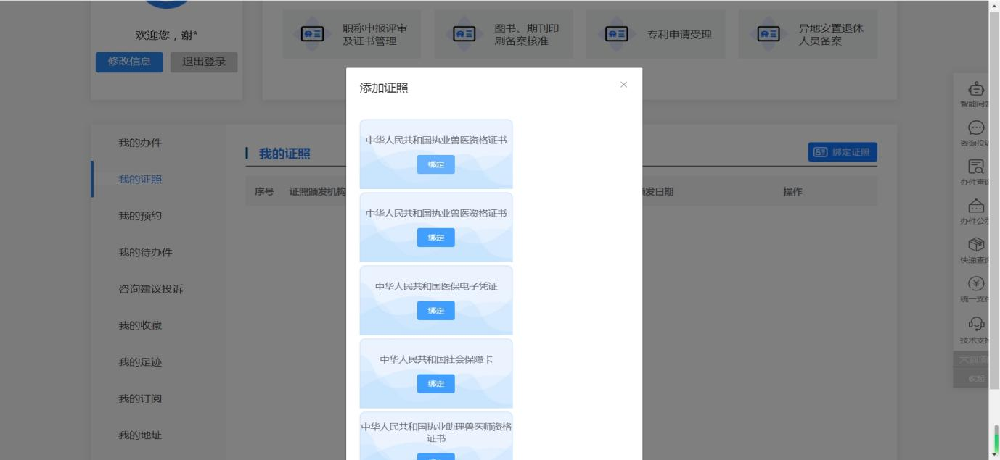 欢迎您，谢*
修改信息
退出登录
职称申报评审
及证书管理
图书、期刊印
刷备案核准
专利申请受理
异地安置退休
人员备案
我的办件
我的证照
我的预约
我的待办件
咨询建议投诉
我的收藏
我的足迹
我的订阅
我的地址
我的证照
绑定证照
序号
证照颁发机构
发日期
操作
添加证照
×
中华人民共和国执业兽医资格证书
绑定
中华人民共和国执业兽医资格证书
绑定
中华人民共和国医保电子凭证
绑定
中华人民共和国社会保障卡
绑定
中华人民共和国执业助理兽医师资格
证书
智能问答
咨询投诉
办件查询
办件公示
快递查询
统一支付
技术支持
回顶
收起